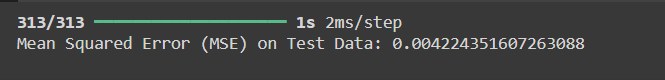 313/313 ━━━━━━━━━━━━━━━━━━━━ 1s 2ms/step
Mean Squared Error (MSE) on Test Data: 0.004224351607263088